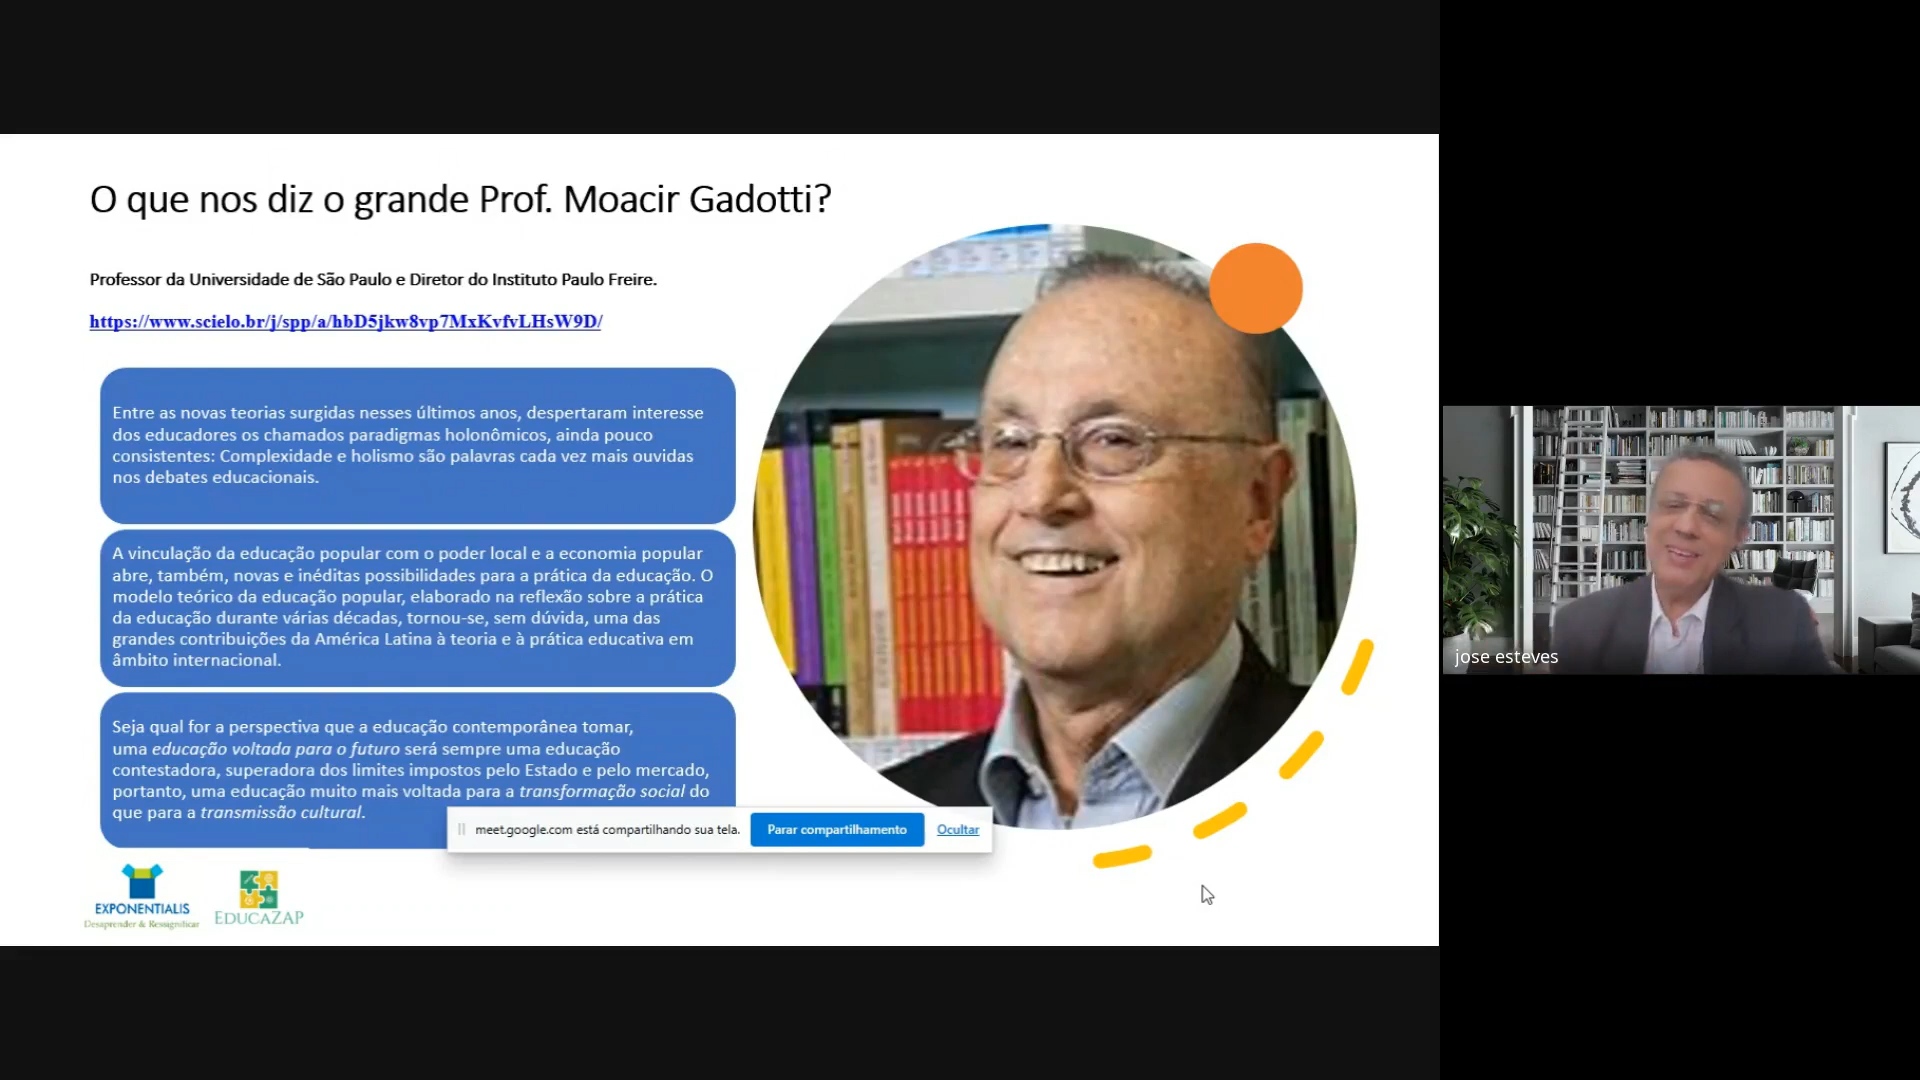 O que nos diz o grande Prof. Moacir Gadotti?
Professor da Universidade de São Paulo e Diretor do Instituto Paulo Freire.
https://www.scielo.br/j/spp/a/hbD5jkw8vp7MxKvfvLHsW9D/
Entre as novas teorias surgidas nesses últimos anos, despertaram interesse
dos educadores os chamados paradigmas holonômicos, ainda pouco
consistentes: Complexidade e holismo são palavras cada vez mais ouvidas
nos debates educacionais.
A vinculação da educação popular com o poder local e a economia popular
abre, também, novas e inéditas possibilidades para a prática da educação. O
modelo teórico da educação popular, elaborado na reflexão sobre a prática
da educação durante várias décadas, tornou-se, sem dúvida, uma das
grandes contribuições da América Latina à teoria e à prática educativa em
âmbito internacional.
Seja qual for a perspectiva que a educação contemporânea tomar,
uma educação voltada para o futuro será sempre uma educação
contestadora, superadora dos limites impostos pelo Estado e pelo mercado,
portanto, uma educação muito mais voltada para a transformação social do
que para a transmissão cultural.
meet.google.com está compartilhando sua tela.
Parar compartilhamento
Ocultar
EXPONENTIALIS
Desaprender & Ressignificar
EDUCAZAP
jose esteves